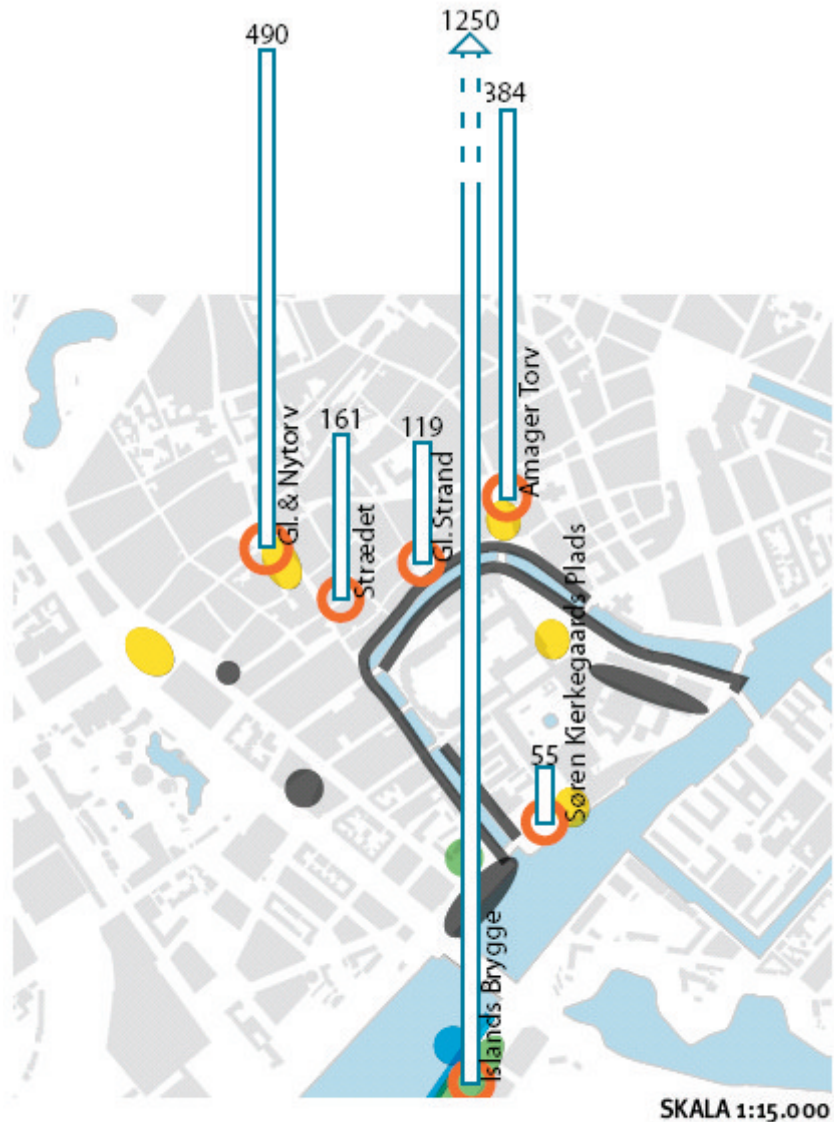 490
1250
384
161
119
Gl. & Nytorv
Strædet
Gl. Strand
Amager Torv
55
Søren Kierkegaards Plads
Islands Brygge
SKALA 1:15.000